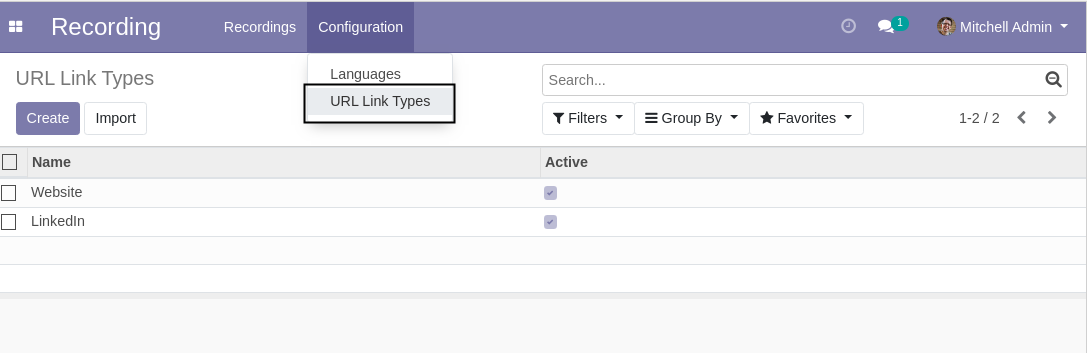 Recording Recordings Configuration 1 Mitchell Admin
Languages
URL Link Types
URL Link Types
Search...
Create Import
Filters Group By Favorites 1-2 / 2
Name Active
Website
LinkedIn